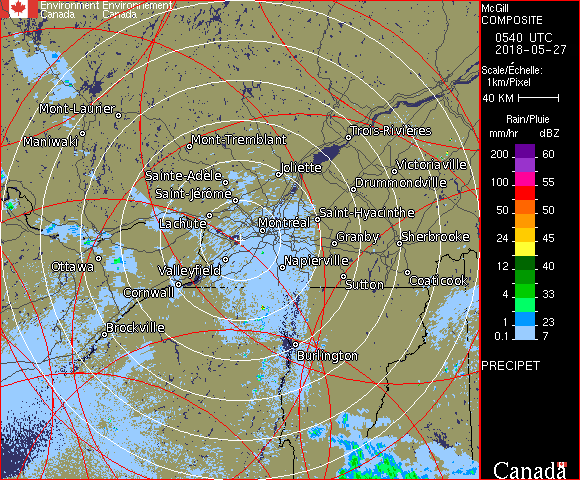 Environment Environnement
Canada Canada
McGill
COMPOSITE
0540 UTC
2018-05-27
Scale/Échelle:
1km/Pixel
40 KM
Rain/Pluie
mm/hr dBZ
200 60
100 55
50 50
24 45
12 40
4 33
1 23
0.1 7
PRECIPET
Canada
Mont-Laurier
Maniwaki
Mont-Tremblant
Trois-Rivières
Sainte-Adèle
Joliette
Victoriaville
Saint-Jérôme
Drummondville
Lachute
Montréal
Saint-Hyacinthe
Granby
Sherbrooke
Ottawa
Valleyfield
Napierville
Cornwall
Sutton
Coaticook
Brockville
Burlington